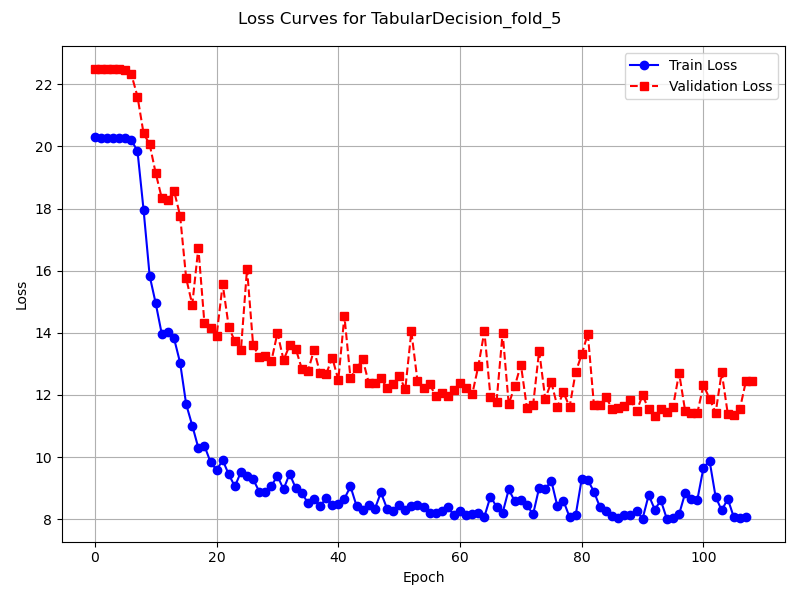 Loss Curves for TabularDecision_fold_5
Train Loss
Validation Loss
Loss
22
20
18
16
14
12
10
8
0 20 40 60 80 100
Epoch